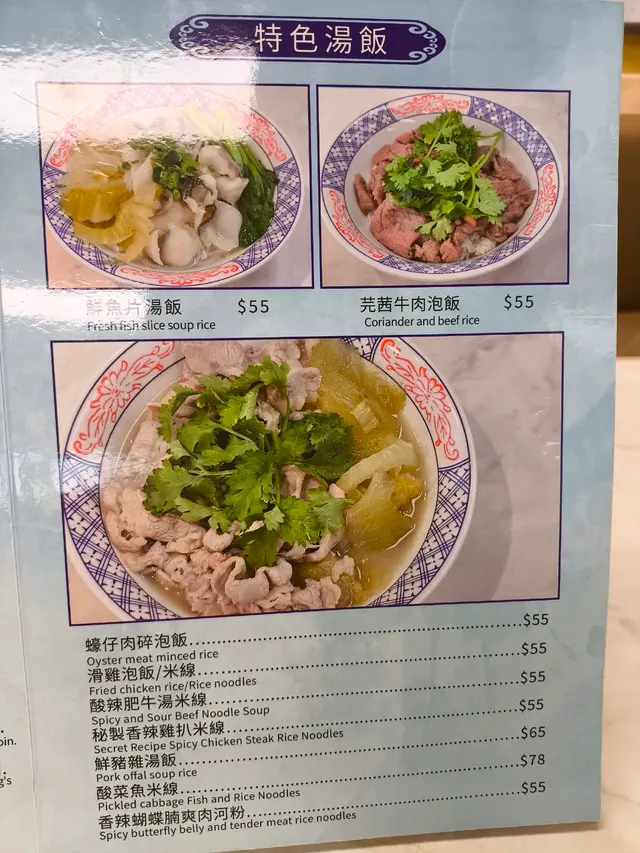 特色湯飯
鮮魚片湯飯 $55
Fresh fish slice soup rice
芫茜牛肉泡飯 $55
Coriander and beef rice
蠔仔肉碎泡飯 $55
Oyster meat minced rice
滑雞泡飯/米線 $55
Fried chicken rice/Rice noodles
酸辣肥牛湯米線 $55
Spicy and Sour Beef Noodle Soup
秘製香辣雞扒米線 $55
Secret Recipe Spicy Chicken Steak Rice Noodles
鮮豬雜湯飯 $65
Pork offal soup rice
酸菜魚米線 $78
Pickled cabbage Fish and Rice Noodles
香辣蝴蝶腩爽肉河粉 $55
Spicy butterfly belly and tender meat rice noodles